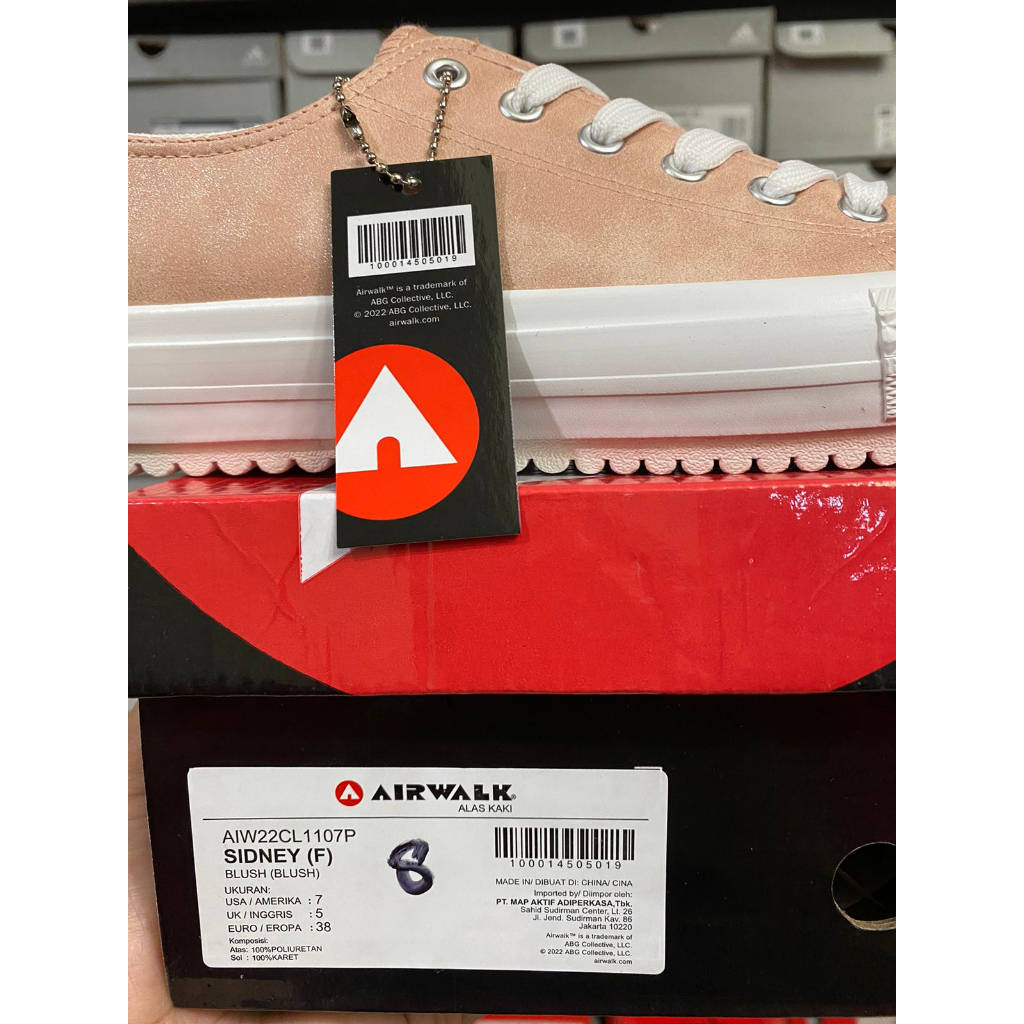 100014505019
Airwalk™ is a trademark of
ABG Collective, LLC.
© 2022 ABG Collective, LLC.
airwalk.com
AIRWALK®
ALAS KAKI
AIW22CL1107P
SIDNEY (F)
BLUSH (BLUSH)
UKURAN:
USA / AMERIKA : 7
UK / INGGRIS : 5
EURO / EROPA : 38
Komposisi:
Atas: 100%POLIURETAN
Sol : 100%KARET
8
100014505019
MADE IN/ DIBUAT DI: CHINA/ CINA
Imported by/ Diimpor oleh:
PT. MAP AKTIF ADIPERKASA,Tbk.
Sahid Sudirman Center, Lt. 26
Jl. Jend. Sudirman Kav. 86
Jakarta 10220
Airwalk™ is a trademark of
ABG Collective, LLC.
© 2022 ABG Collective, LLC.
airwalk.com